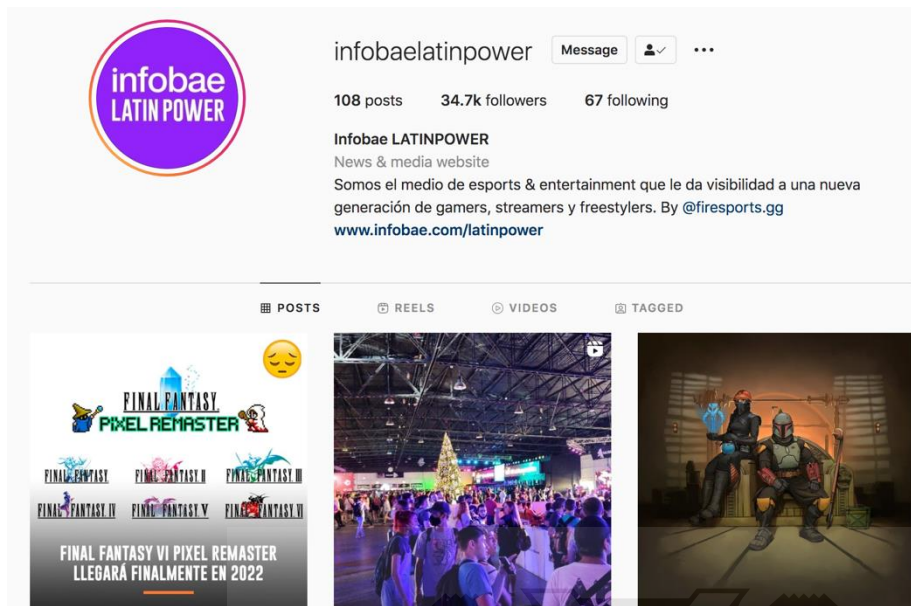 infobae
LATIN POWER
infobaelatinpower Message
108 posts 34.7k followers 67 following
Infobae LATINPOWER
News & media website
Somos el medio de esports & entertainment que le da visibilidad a una nueva
generación de gamers, streamers y freestylers. By @firesports.gg
www.infobae.com/latinpower
POSTS REELS VIDEOS TAGGED
FINAL FANTASY
PIXEL REMASTER
FINAL FANTASY FINAL FANTASY II FINAL FANTASY III
FINAL FANTASY IV FINAL FANTASY V FINAL FANTASY VI
FINAL FANTASY VI PIXEL REMASTER
LLEGARÁ FINALMENTE EN 2022